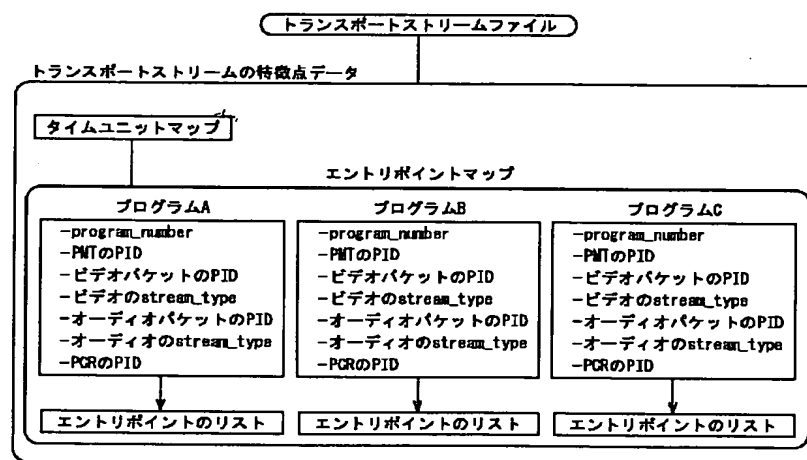 トランスポートストリームファイル
トランスポートストリームの特徴点データ
タイムユニットマップ
エントリポイントマップ
プログラムA
プログラムB
プログラムC
-program_number
-PMTのPID
-ビデオパケットのPID
-ビデオのstream_type
-オーディオパケットのPID
-オーディオのstream_type
-PCRのPID
-program_number
-PMTのPID
-ビデオパケットのPID
-ビデオのstream_type
-オーディオパケットのPID
-オーディオのstream_type
-PCRのPID
-program_number
-PMTのPID
-ビデオパケットのPID
-ビデオのstream_type
-オーディオパケットのPID
-オーディオのstream_type
-PCRのPID
エントリポイントのリスト
エントリポイントのリスト
エントリポイントのリスト